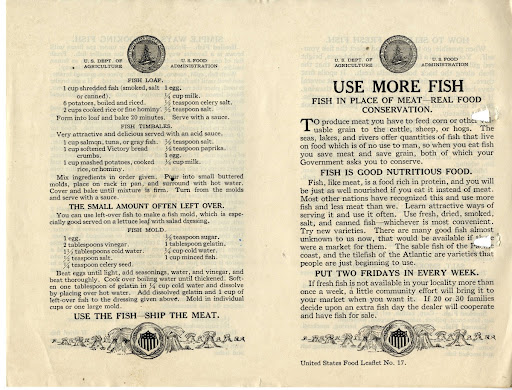 U. S. DEPT. OF AGRICULTURE
U. S. FOOD ADMINISTRATION
FISH LOAF.
1 cup shredded fish (smoked, salt or canned).
6 potatoes, boiled and riced.
2 cups cooked rice or fine hominy.
1 egg.
¼ cup milk.
½ teaspoon celery salt.
½ teaspoon salt.
Form into loaf and bake 20 minutes. Serve with a sauce.
FISH TIMBALES.
Very attractive and delicious served with an acid sauce.
1 cup salmon, tuna, or gray fish.
1 cup softened Victory bread crumbs.
1 cup mashed potatoes, cooked rice, or hominy.
½ teaspoon salt.
½ teaspoon paprika.
1 egg.
¼ cup milk.
Mix ingredients in order given. Pour into small buttered
molds, place on rack in pan, and surround with hot water.
Cover and bake until mixture is firm. Turn from the molds
and serve with a sauce.
THE SMALL AMOUNT OFTEN LEFT OVER.
You can use left-over fish to make a fish mold, which is espe-
cially good served on a lettuce leaf with salad dressing.
FISH MOLD.
1 egg.
2 tablespoons vinegar.
1½ tablespoons cold water.
½ teaspoon salt.
¼ teaspoon celery seed.
½ teaspoon sugar.
1 tablespoon gelatin.
¼ cup cold water.
1 cup minced fish.
Beat eggs until light, add seasonings, water, and vinegar, and
beat thoroughly. Cook over boiling water until thickened. Soft-
en one tablespoon of gelatin in ¼ cup cold water and dissolve
by placing over hot water. Add dissolved gelatin and 1 cup of
left-over fish to the dressing given above. Mold in individual
cups or one large mold.
USE THE FISH—SHIP THE MEAT.
U. S. DEPT. OF AGRICULTURE
U. S. FOOD ADMINISTRATION
USE MORE FISH
FISH IN PLACE OF MEAT—REAL FOOD
CONSERVATION.
TO produce meat you have to feed corn or other
usable grain to the cattle, sheep, or hogs. The
seas, lakes, and rivers offer quantities of fish that live
on food which is of no use to man, so when you eat fish
you save meat and save grain, both of which your
Government asks you to conserve.
FISH IS GOOD NUTRITIOUS FOOD.
Fish, like meat, is a food rich in protein, and you will
be just as well nourished if you eat it instead of meat.
Most other nations have recognized this and use more
fish and less meat than we. Learn attractive ways of
serving it and use it often. Use fresh, dried, smoked,
salt, and canned fish—whichever is most convenient.
Try new varieties. There are many good fish almost
unknown to us now, that would be available if
were a market for them. The sable fish of the
coast, and the tilefish of the Atlantic are varieties that
people are just beginning to use.
PUT TWO FRIDAYS IN EVERY WEEK.
If fresh fish is not available in your locality more than
once a week, a little community effort will bring it to
your market when you want it. If 20 or 30 families
decide upon an extra fish day the dealer will cooperate
and have fish for sale.
United States Food Leaflet No. 17.